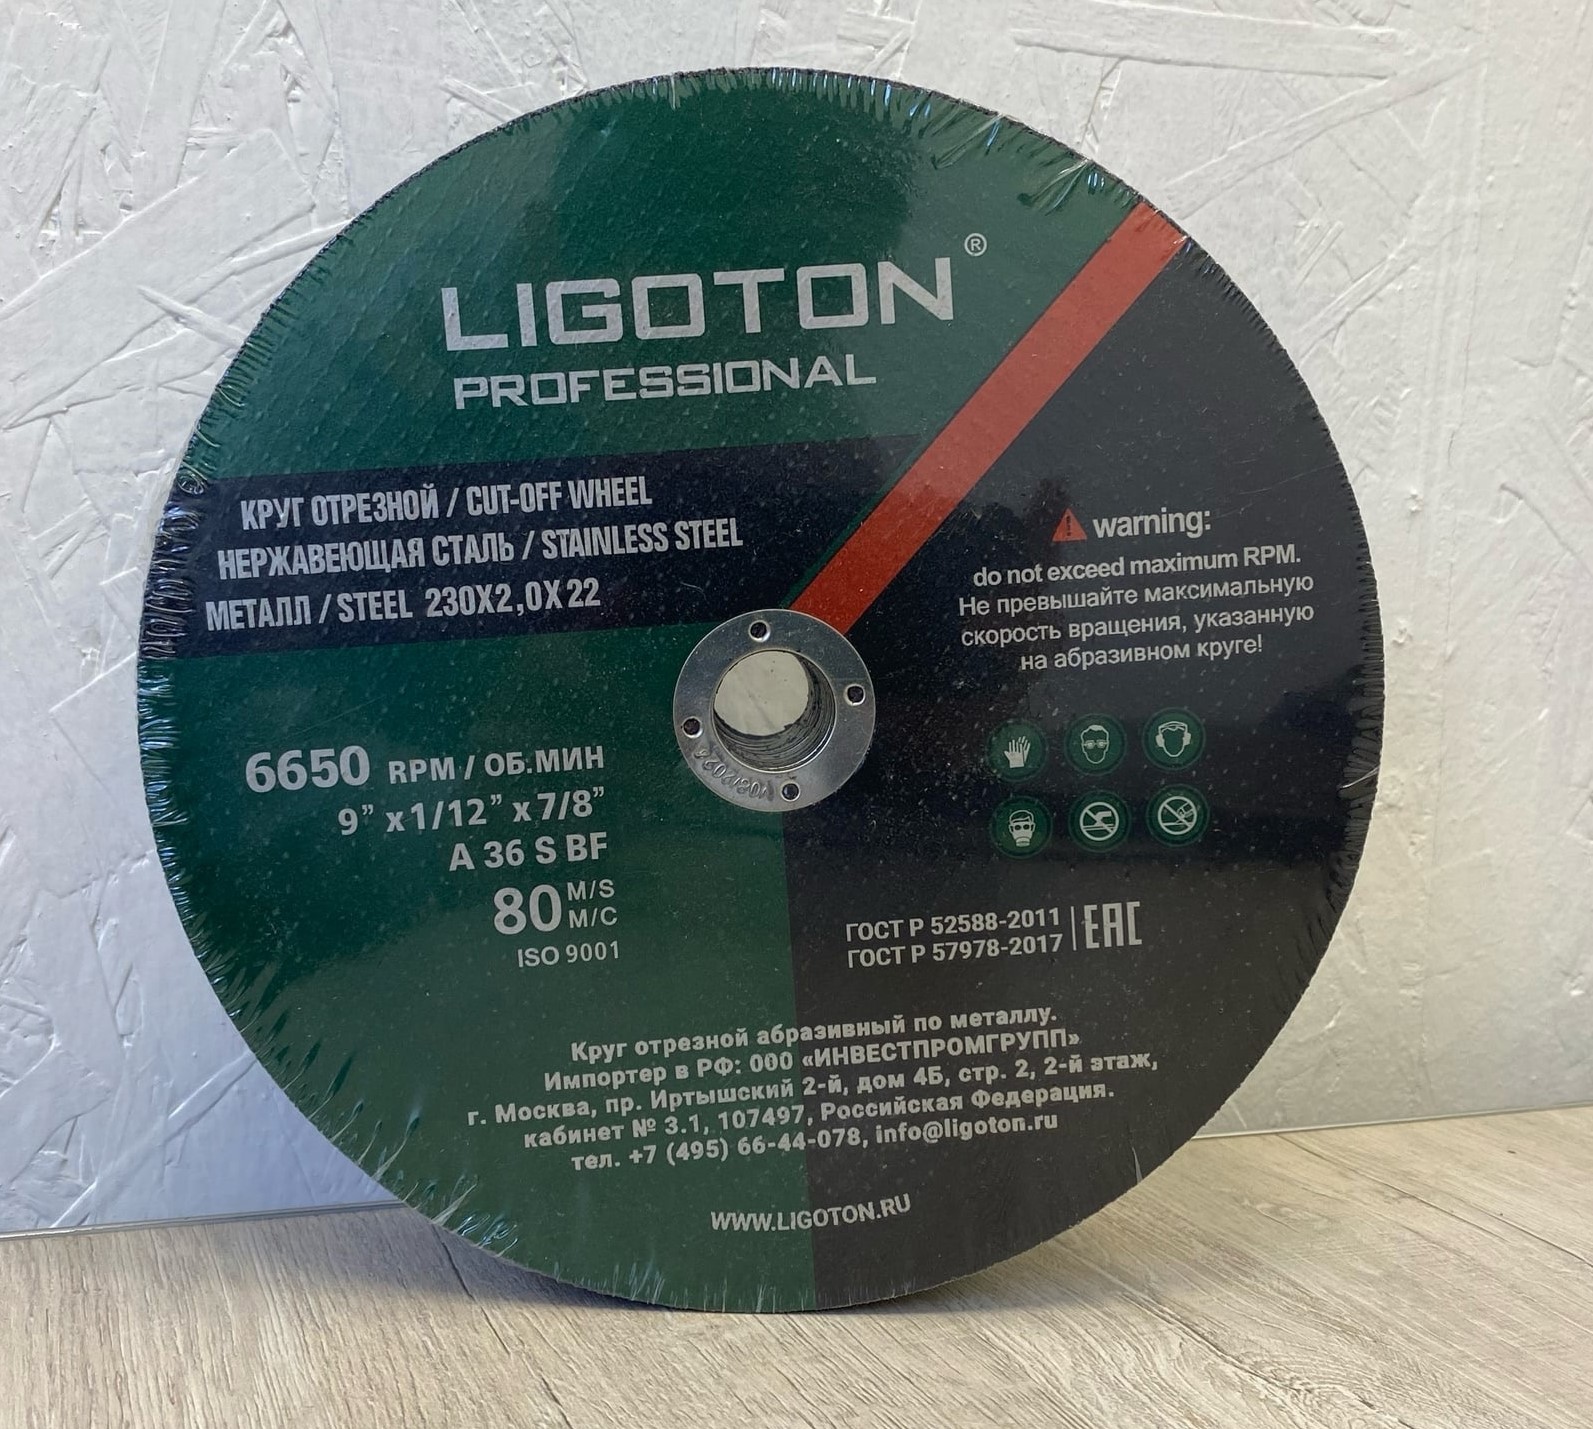 LIGOTON ®
PROFESSIONAL
КРУГ ОТРЕЗНОЙ / CUT-OFF WHEEL
НЕРЖАВЕЮЩАЯ СТАЛЬ / STAINLESS STEEL
МЕТАЛЛ / STEEL 230X2,0X22
warning:
do not exceed maximum RPM.
Не превышайте максимальную
скорость вращения, указанную
на абразивном круге!
6650 RPM / ОБ.МИН
9” x 1/12” x 7/8”
A 36 S BF
80 M/S
М/С
ISO 9001
ГОСТ Р 52588-2011
ГОСТ Р 57978-2017
EAC
Круг отрезной абразивный по металлу.
Импортер в РФ: ООО «ИНВЕСТПРОМГРУПП»
г. Москва, пр. Иртышский 2-й, дом 4Б, стр. 2, 2-й этаж,
кабинет № 3.1, 107497, Российская Федерация.
тел. +7 (495) 66-44-078, info@ligoton.ru
WWW.LIGOTON.RU